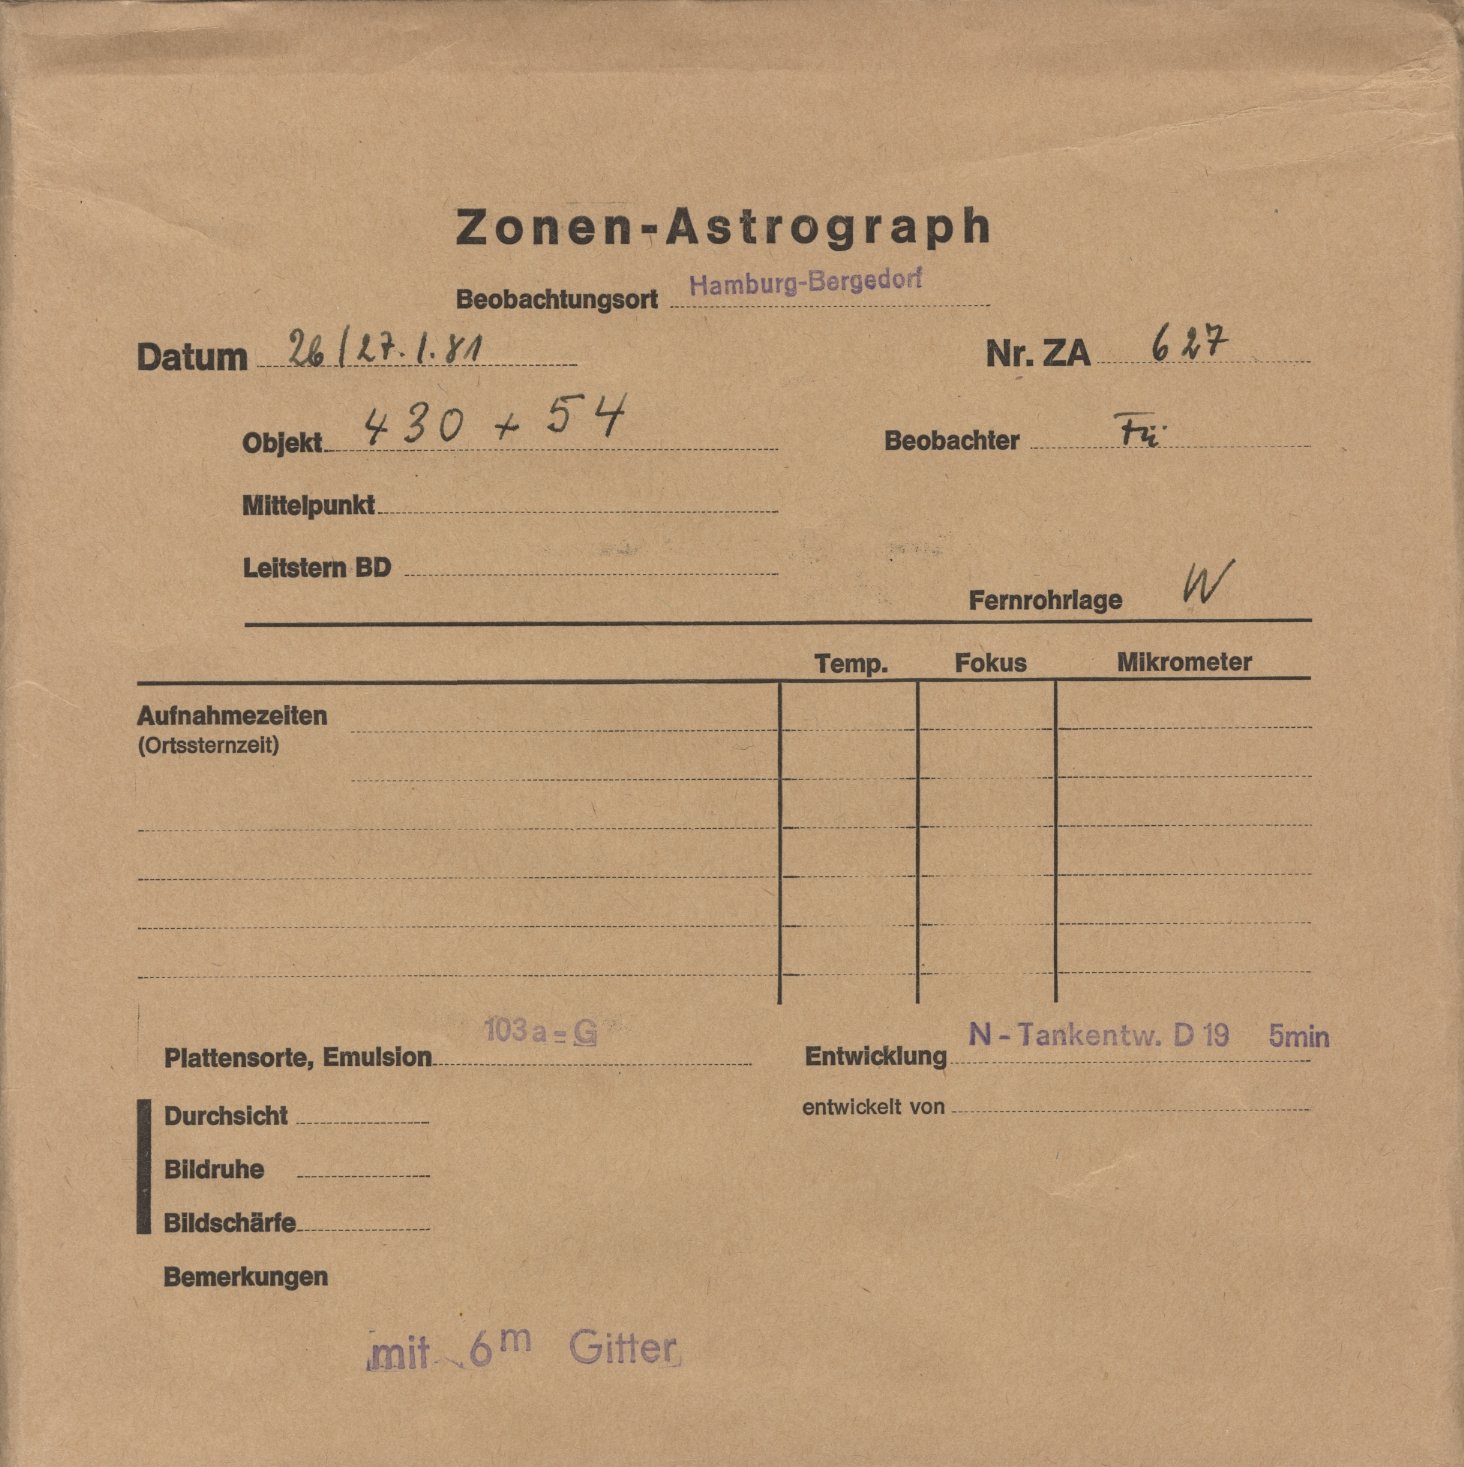 Zonen-Astrograph
Beobachtungsort Hamburg-Bergedorf
Datum 26/27.1.81 Nr. ZA 627
Objekt 430 + 54 Beobachter Fü
Mittelpunkt
Leitstern BD
Fernrohrlage W
Temp. Fokus Mikrometer
Aufnahmezeiten
(Ortssternzeit)
Plattensorte, Emulsion 103a-G Entwicklung N-Tankentw. D 19 5min
Durchsicht entwickelt von
Bildruhe
Bildschärfe
Bemerkungen
mit 6m Gitter